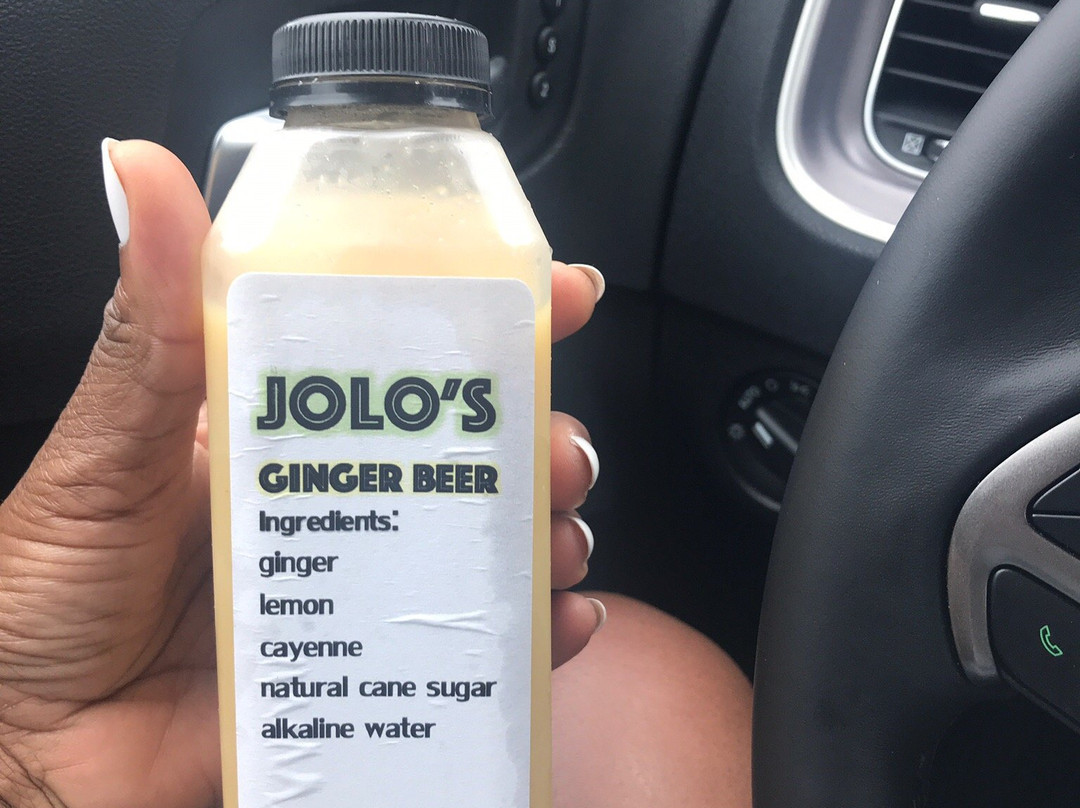 JOLO'S
GINGER BEER
Ingredients:
ginger
lemon
cayenne
natural cane sugar
alkaline water